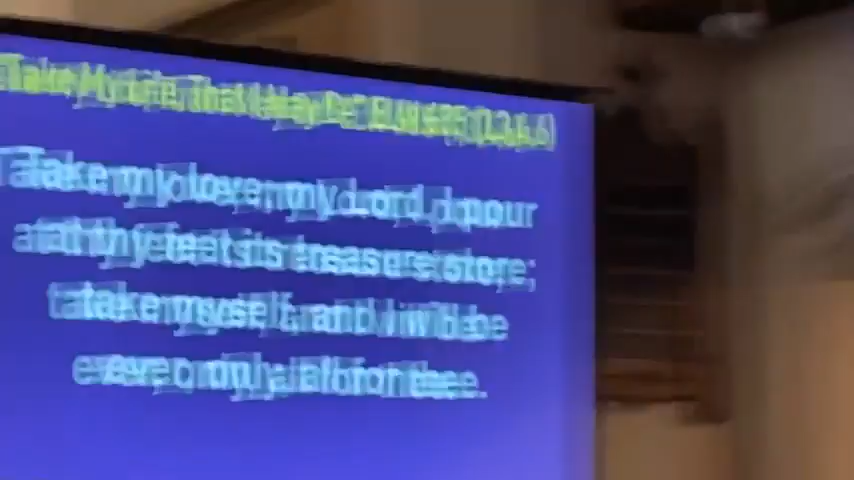 Take My Life, That I May Be
Take my love, my Lord, I pour
at thy feet its treasure store;
take myself, and I will be
ever, only, all for thee.